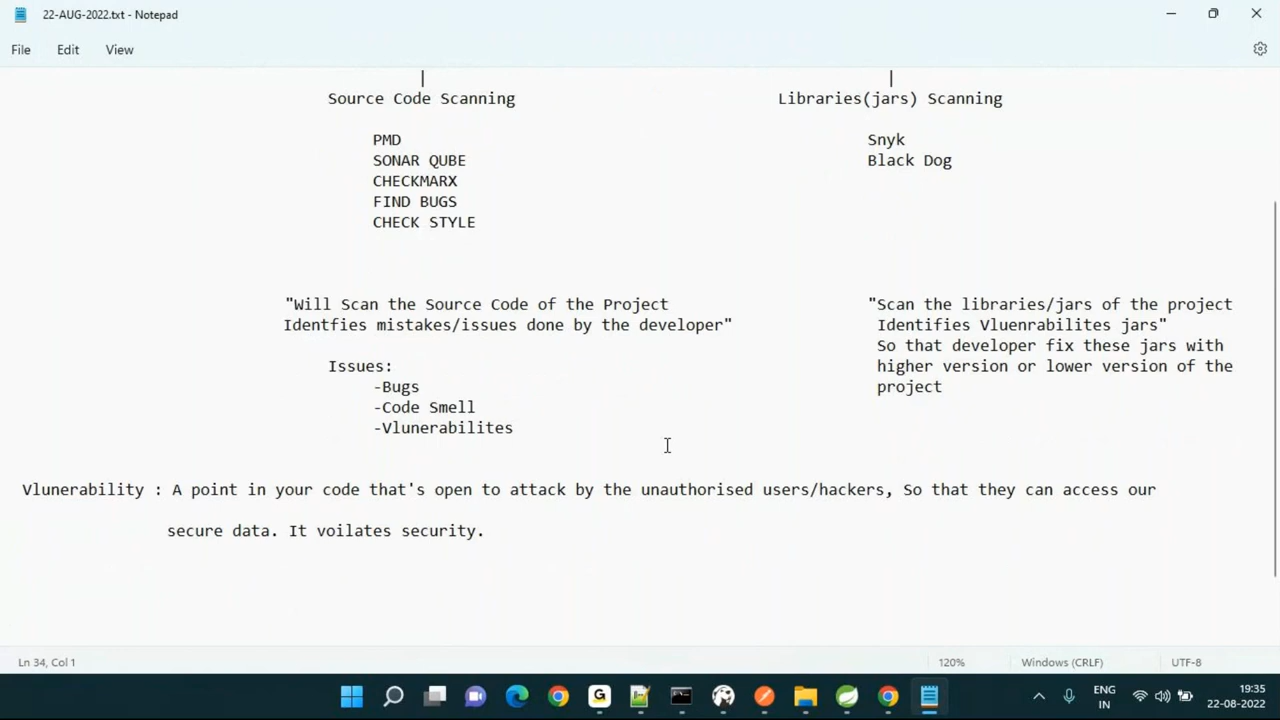 22-AUG-2022.txt - Notepad
File Edit View
Source Code Scanning Libraries(jars) Scanning
PMD Snyk
SONAR QUBE Black Dog
CHECKMARX
FIND BUGS
CHECK STYLE
"Will Scan the Source Code of the Project "Scan the libraries/jars of the project
Identfies mistakes/issues done by the developer" Identifies Vluenrabilites jars"
So that developer fix these jars with
Issues: higher version or lower version of the
-Bugs project
-Code Smell
-Vlunerabilites
Vlunerability : A point in your code that's open to attack by the unauthorised users/hackers, So that they can access our
secure data. It voilates security.
Ln 34, Col 1 120% Windows (CRLF) UTF-8
ENG 19:35
IN 22-08-2022